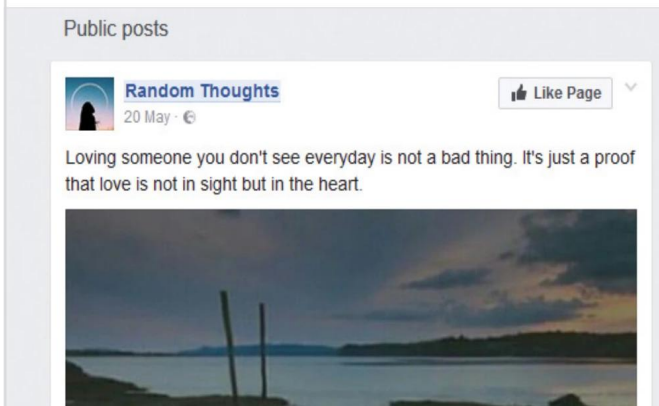 Public posts
Random Thoughts
Like Page
20 May ·
Loving someone you don't see everyday is not a bad thing. It's just a proof
that love is not in sight but in the heart.